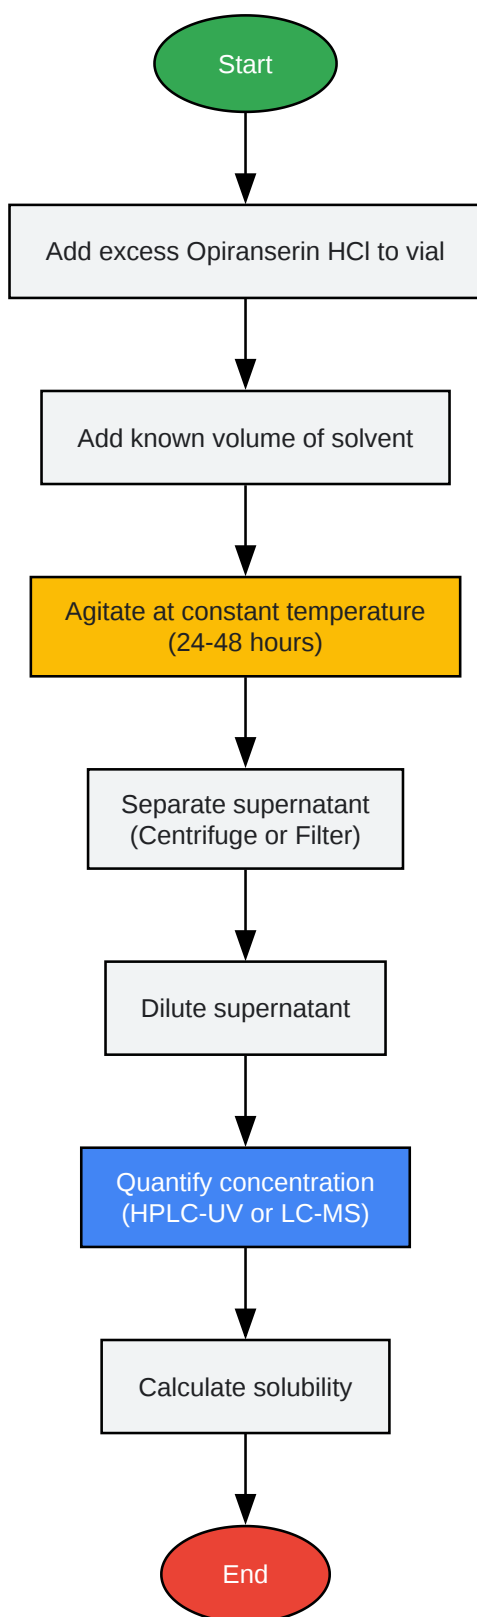 Start
Add excess Opiranserin HCl to vial
Add known volume of solvent
Agitate at constant temperature
(24-48 hours)
Separate supernatant
(Centrifuge or Filter)
Dilute supernatant
Quantify concentration
(HPLC-UV or LC-MS)
Calculate solubility
End